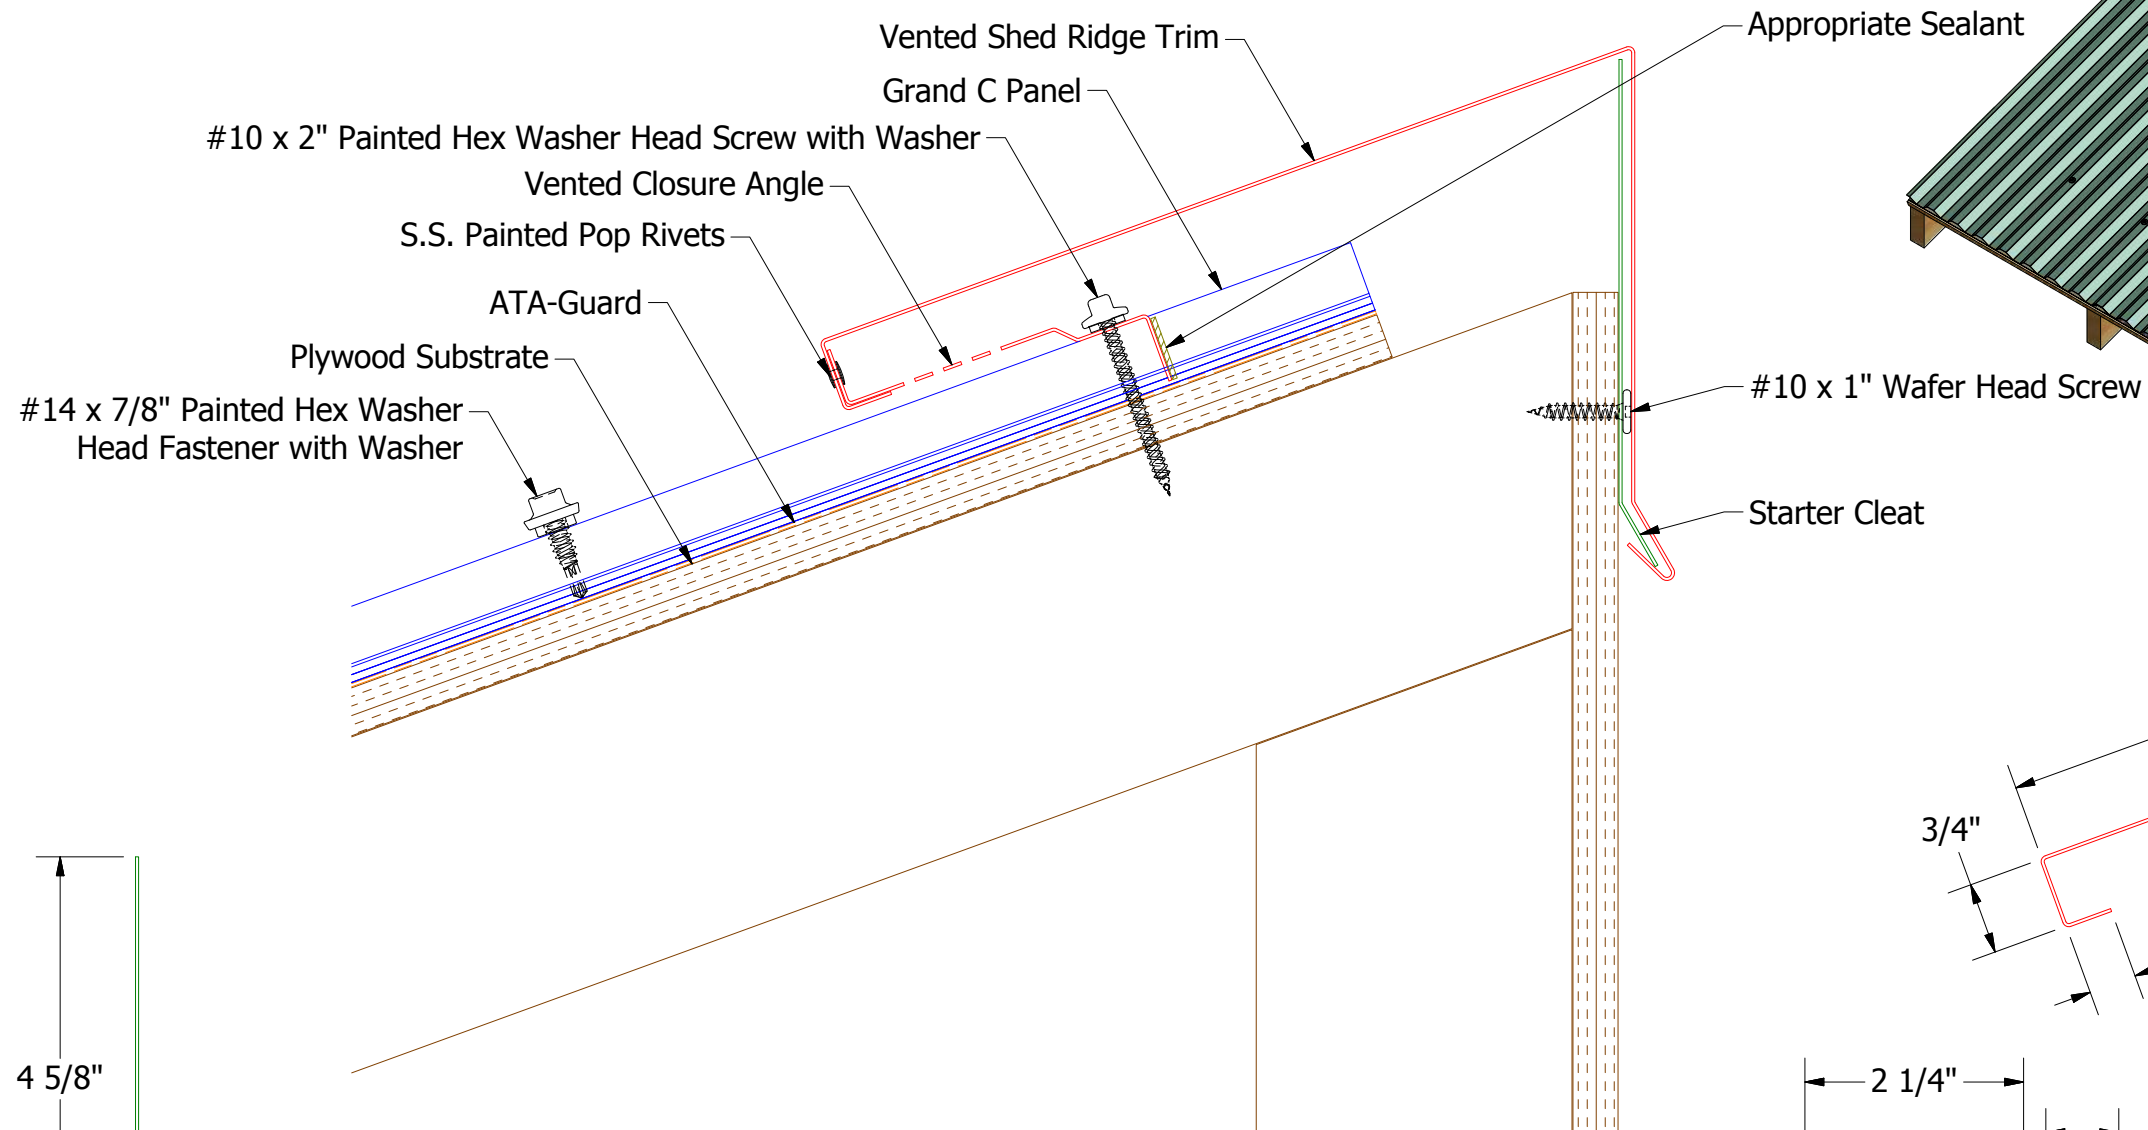 Appropriate Sealant
Vented Shed Ridge Trim
Grand C Panel
#10 x 2" Painted Hex Washer Head Screw with Washer
Vented Closure Angle
S.S. Painted Pop Rivets
ATA-Guard
Plywood Substrate
#14 x 7/8" Painted Hex Washer
Head Fastener with Washer
#10 x 1" Wafer Head Screw
Starter Cleat
3/4"
4 5/8"
2 1/4"